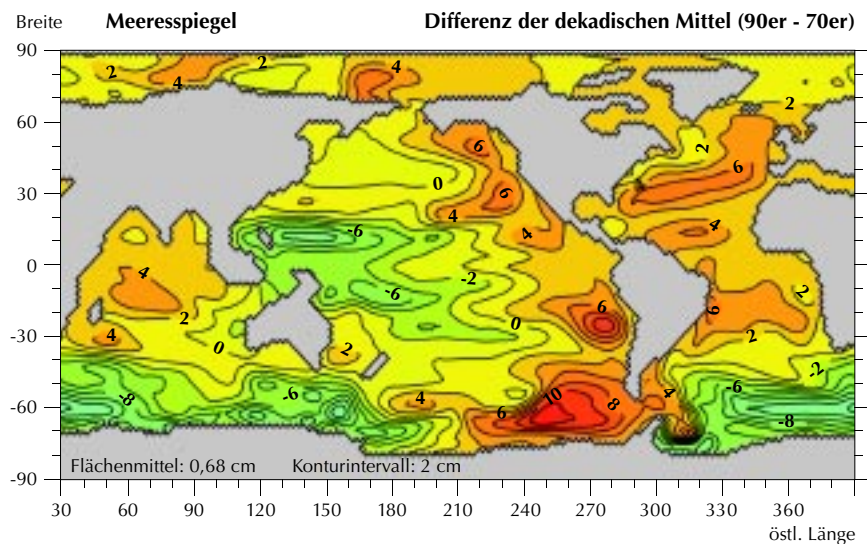 Breite Meeresspiegel Differenz der dekadischen Mittel (90er - 70er)
90
2 4 2 4 2
60
6 2 6
30
0 6 4 4 4
-6
0
4 -2 -6 2
6 6
-30
2 0 4 2 0 2
-2
-8 -6 4 10 8 4 -6
-60
6 -8
-90
Flächenmittel: 0,68 cm Konturintervall: 2 cm
30 60 90 120 150 180 210 240 270 300 330 360
östl. Länge